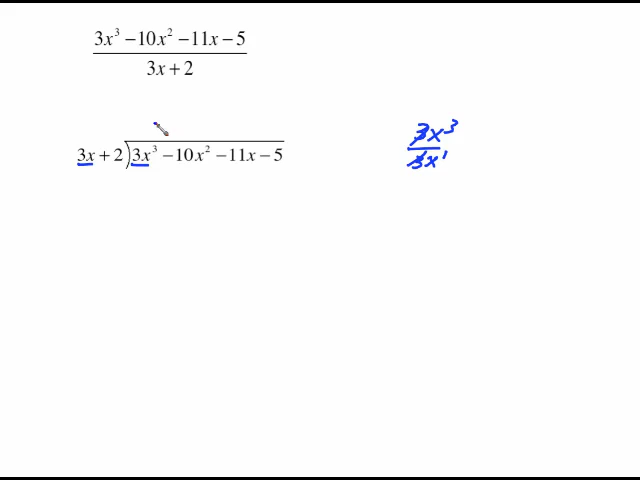 3x³ − 10x² − 11x − 5
3x + 2
3x + 2)3x³ − 10x² − 11x − 5
3x³
3x¹